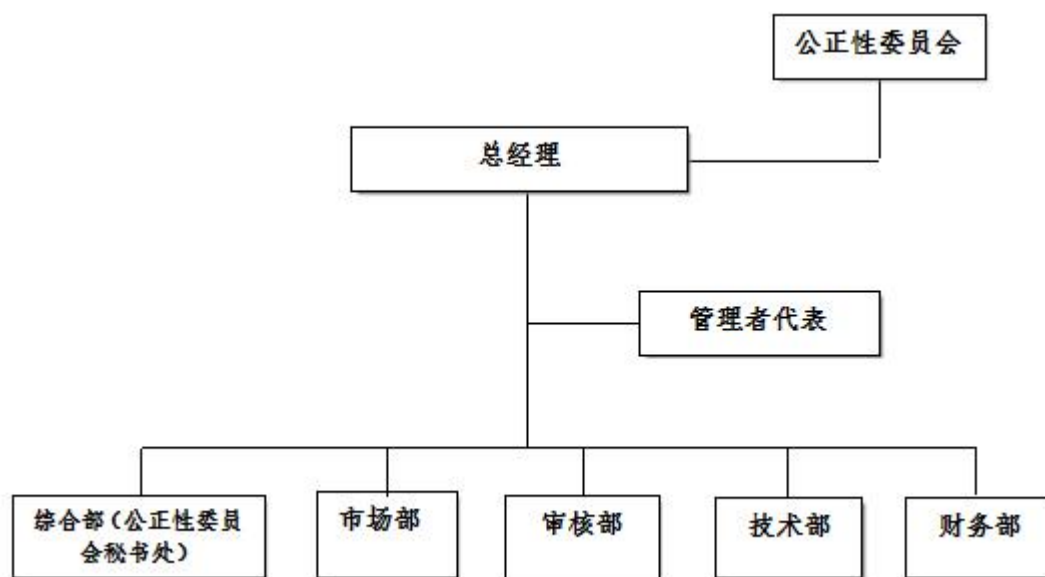 公正性委员会
总经理
管理者代表
综合部(公正性委员
会秘书处)
市场部
审核部
技术部
财务部